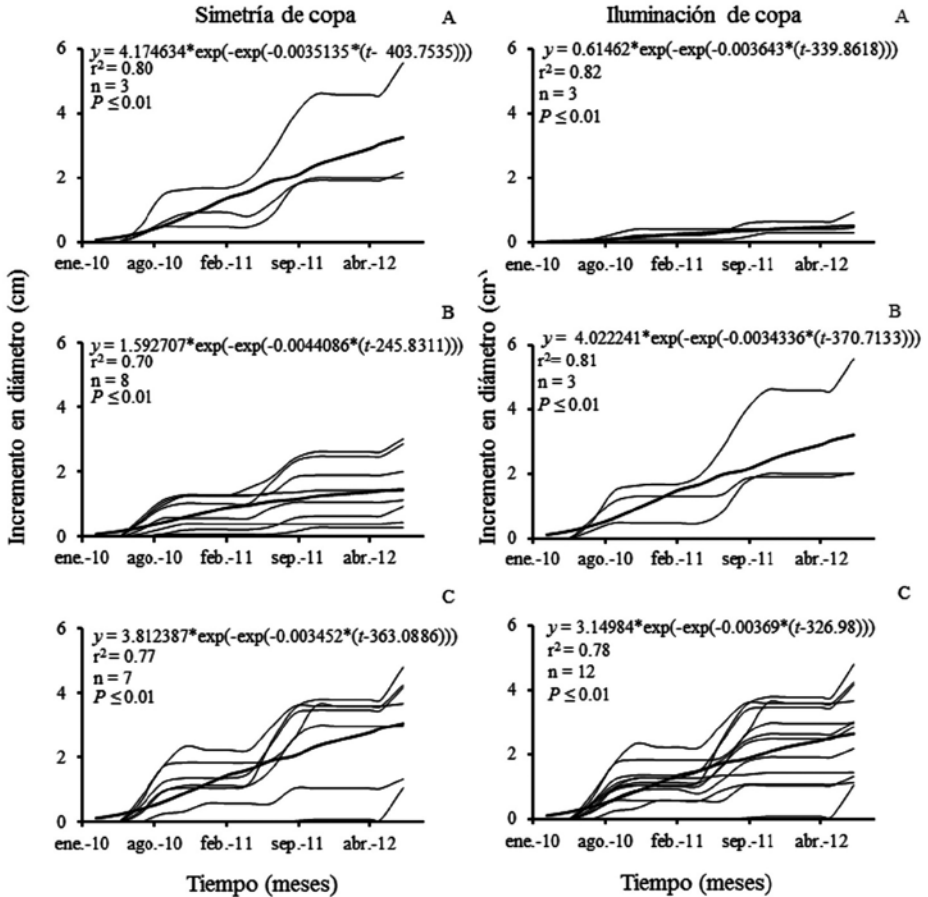 Simetría de copa
A
y = 4.174634*exp(-exp(-0.0035135*(t- 403.7535)))
r² = 0.80
n = 3
P ≤ 0.01
6
4
2
0
ene.-10 ago.-10 feb.-11 sep.-11 abr.-12
Iluminación de copa
A
y = 0.61462*exp(-exp(-0.003643*(t-339.8618)))
r² = 0.82
n = 3
P ≤ 0.01
6
4
2
0
ene.-10 ago.-10 feb.-11 sep.-11 abr.-12
Incremento en diámetro (cm)
B
y = 1.592707*exp(-exp(-0.0044086*(t-245.8311)))
r² = 0.70
n = 8
P ≤ 0.01
6
4
2
0
ene.-10 ago.-10 feb.-11 sep.-11 abr.-12
Incremento en diámetro (cm)
B
y = 4.022241*exp(-exp(-0.0034336*(t-370.7133)))
r² = 0.81
n = 3
P ≤ 0.01
6
4
2
0
ene.-10 ago.-10 feb.-11 sep.-11 abr.-12
C
y = 3.812387*exp(-exp(-0.003452*(t-363.0886)))
r² = 0.77
n = 7
P ≤ 0.01
6
4
2
0
ene.-10 ago.-10 feb.-11 sep.-11 abr.-12
Tiempo (meses)
C
y = 3.14984*exp(-exp(-0.00369*(t-326.98)))
r² = 0.78
n = 12
P ≤ 0.01
6
4
2
0
ene.-10 ago.-10 feb.-11 sep.-11 abr.-12
Tiempo (meses)